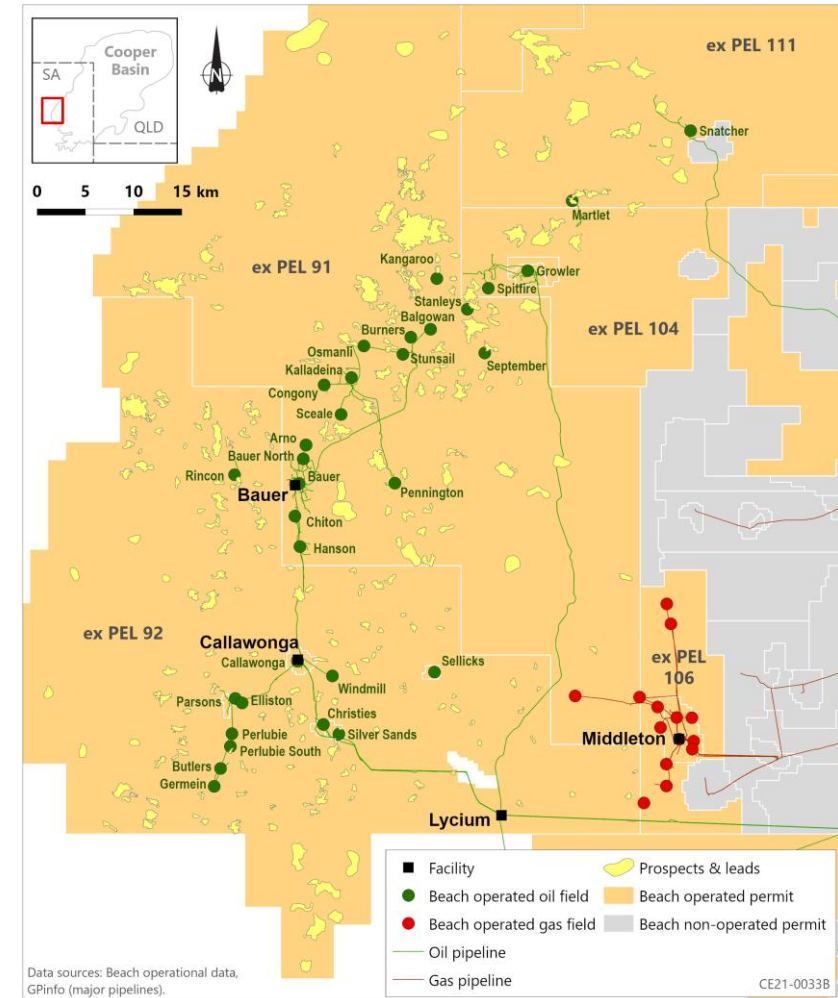 Cooper
Basin
SA
QLD
N
0 5 10 15 km
ex PEL 111
Snatcher
Martlet
Kangaroo
ex PEL 91
Growler
Spitfire
Stanleys
Balgowan
ex PEL 104
Burners
Osmanli
Stunsail
September
Kalladeina
Congony
Sceale
Arno
Bauer North
Rincon
Bauer
Bauer
Pennington
Chiton
Hanson
ex PEL 92
Callawonga
Callawonga
Sellicks
ex PEL
106
Windmill
Parsons
Elliston
Christies
Perlubie
Silver Sands
Middleton
Perlubie South
Butlers
Germein
Lycium
Facility
Beach operated oil field
Beach operated gas field
Oil pipeline
Gas pipeline
Prospects & leads
Beach operated permit
Beach non-operated permit
Data sources: Beach operational data,
GPinfo (major pipelines).
CE21-0033B